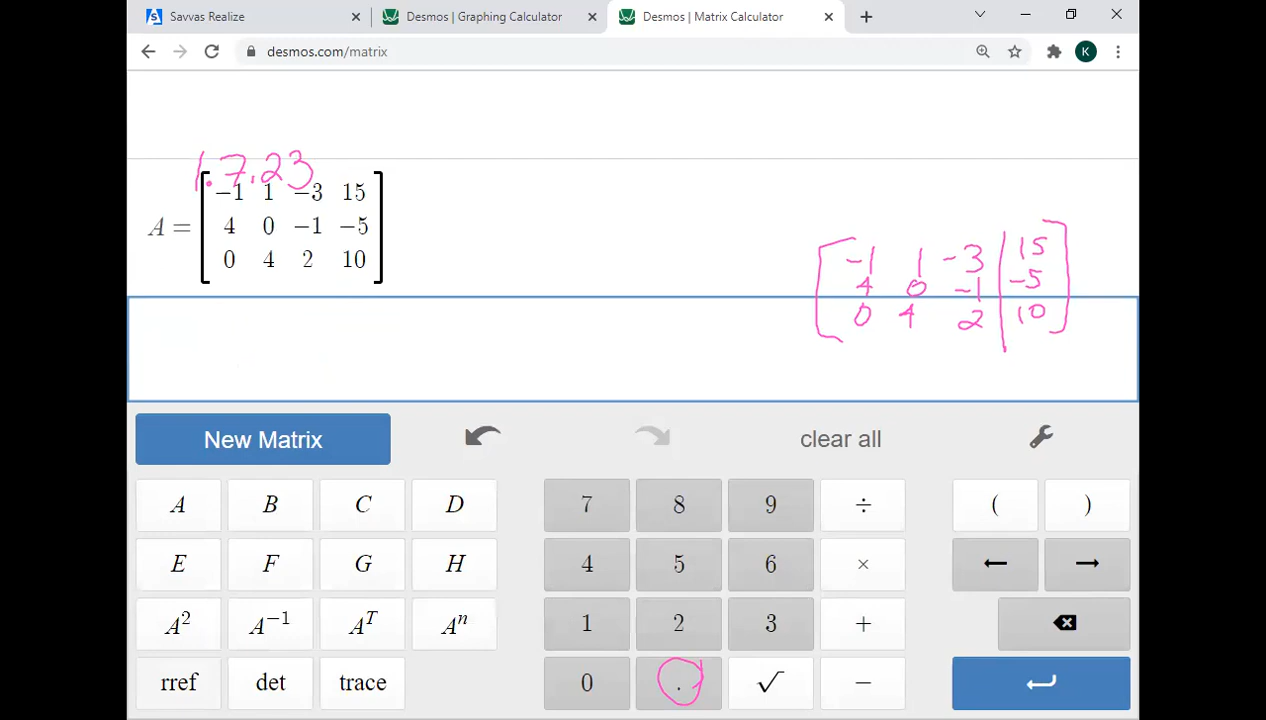 Savvas Realize
Desmos | Graphing Calculator
Desmos | Matrix Calculator
desmos.com/matrix
K
1.7.23
A =
−1 1 −3 15
4 0 −1 −5
0 4 2 10
-1 1 -3 | 15
4 0 -1 | -5
0 4 2 | 10
New Matrix
clear all
A B C D 7 8 9 ÷ ( )
E F G H 4 5 6 × ← →
A² A⁻¹ Aᵀ Aⁿ 1 2 3 +
rref det trace 0 . √ −